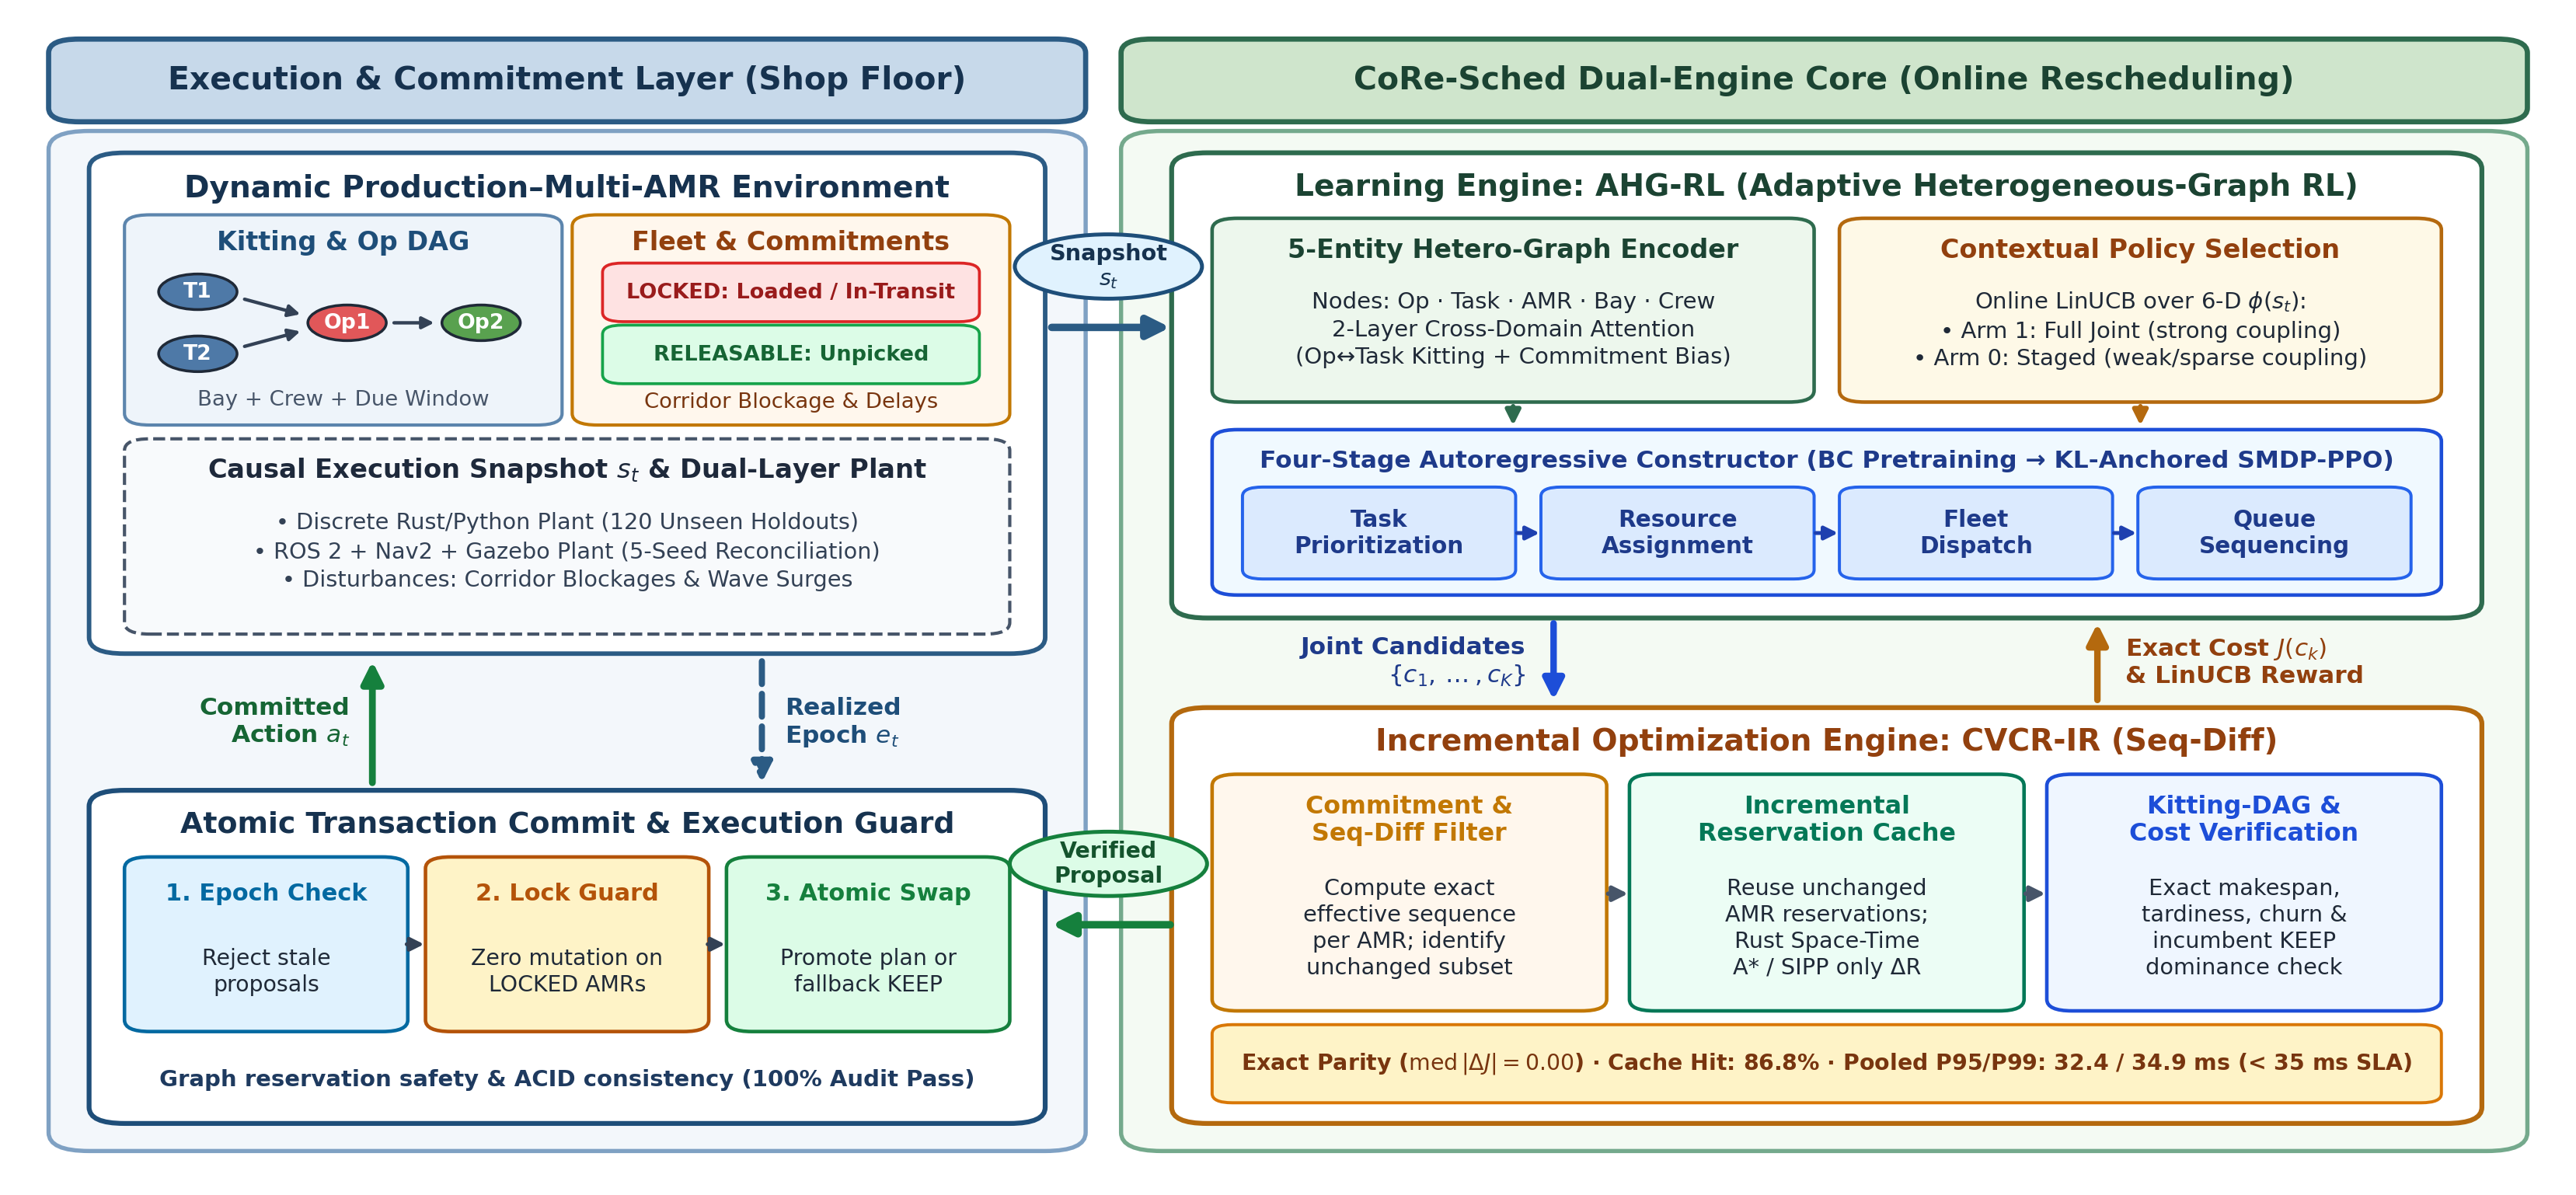 Execution & Commitment Layer (Shop Floor)
Dynamic Production–Multi-AMR Environment
Kitting & Op DAG
T1
T2
Op1
Op2
Bay + Crew + Due Window
Fleet & Commitments
LOCKED: Loaded / In-Transit
RELEASABLE: Unpicked
Corridor Blockage & Delays
Causal Execution Snapshot s_t & Dual-Layer Plant
• Discrete Rust/Python Plant (120 Unseen Holdouts)
• ROS 2 + Nav2 + Gazebo Plant (5-Seed Reconciliation)
• Disturbances: Corridor Blockages & Wave Surges
Committed
Action a_t
Realized
Epoch e_t
Atomic Transaction Commit & Execution Guard
1. Epoch Check
Reject stale
proposals
2. Lock Guard
Zero mutation on
LOCKED AMRs
3. Atomic Swap
Promote plan or
fallback KEEP
Graph reservation safety & ACID consistency (100% Audit Pass)
Snapshot
s_t
Verified
Proposal
CoRe-Sched Dual-Engine Core (Online Rescheduling)
Learning Engine: AHG-RL (Adaptive Heterogeneous-Graph RL)
5-Entity Hetero-Graph Encoder
Nodes: Op · Task · AMR · Bay · Crew
2-Layer Cross-Domain Attention
(Op↔Task Kitting + Commitment Bias)
Contextual Policy Selection
Online LinUCB over 6-D ϕ(s_t):
• Arm 1: Full Joint (strong coupling)
• Arm 0: Staged (weak/sparse coupling)
Four-Stage Autoregressive Constructor (BC Pretraining → KL-Anchored SMDP-PPO)
Task
Prioritization
Resource
Assignment
Fleet
Dispatch
Queue
Sequencing
Joint Candidates
{c_1, … , c_K}
Exact Cost J(c_k)
& LinUCB Reward
Incremental Optimization Engine: CVCR-IR (Seq-Diff)
Commitment &
Seq-Diff Filter
Compute exact
effective sequence
per AMR; identify
unchanged subset
Incremental
Reservation Cache
Reuse unchanged
AMR reservations;
Rust Space-Time
A* / SIPP only ΔR
Kitting-DAG &
Cost Verification
Exact makespan,
tardiness, churn &
incumbent KEEP
dominance check
Exact Parity (med |ΔJ| = 0.00) · Cache Hit: 86.8% · Pooled P95/P99: 32.4 / 34.9 ms (< 35 ms SLA)